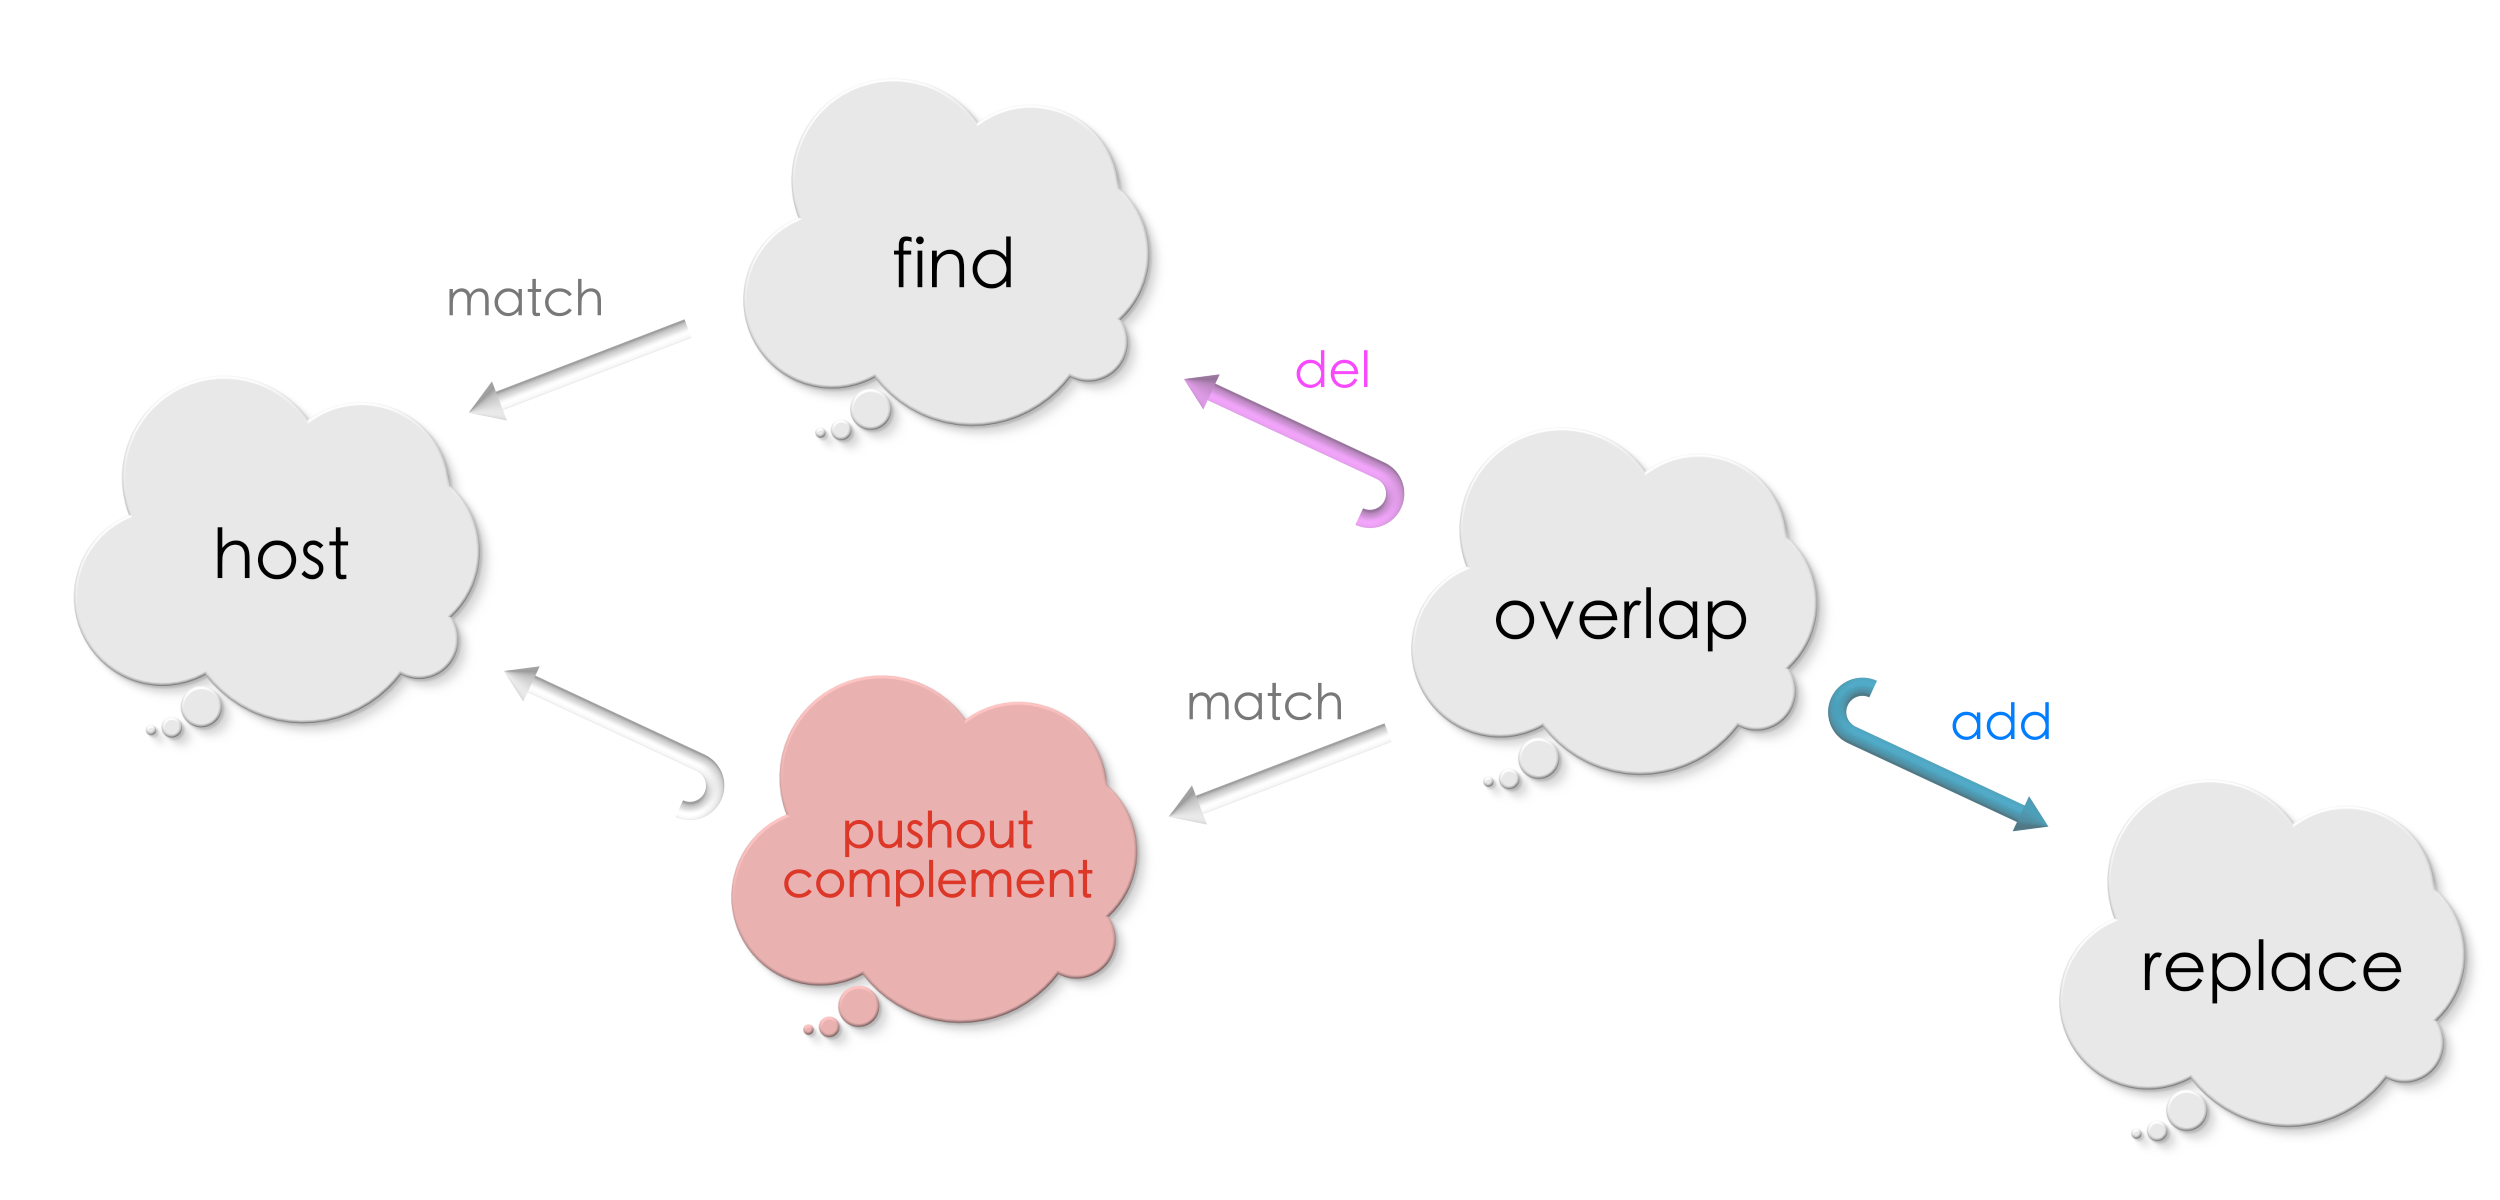 find
match
del
host
overlap
match
add
pushout
complement
replace